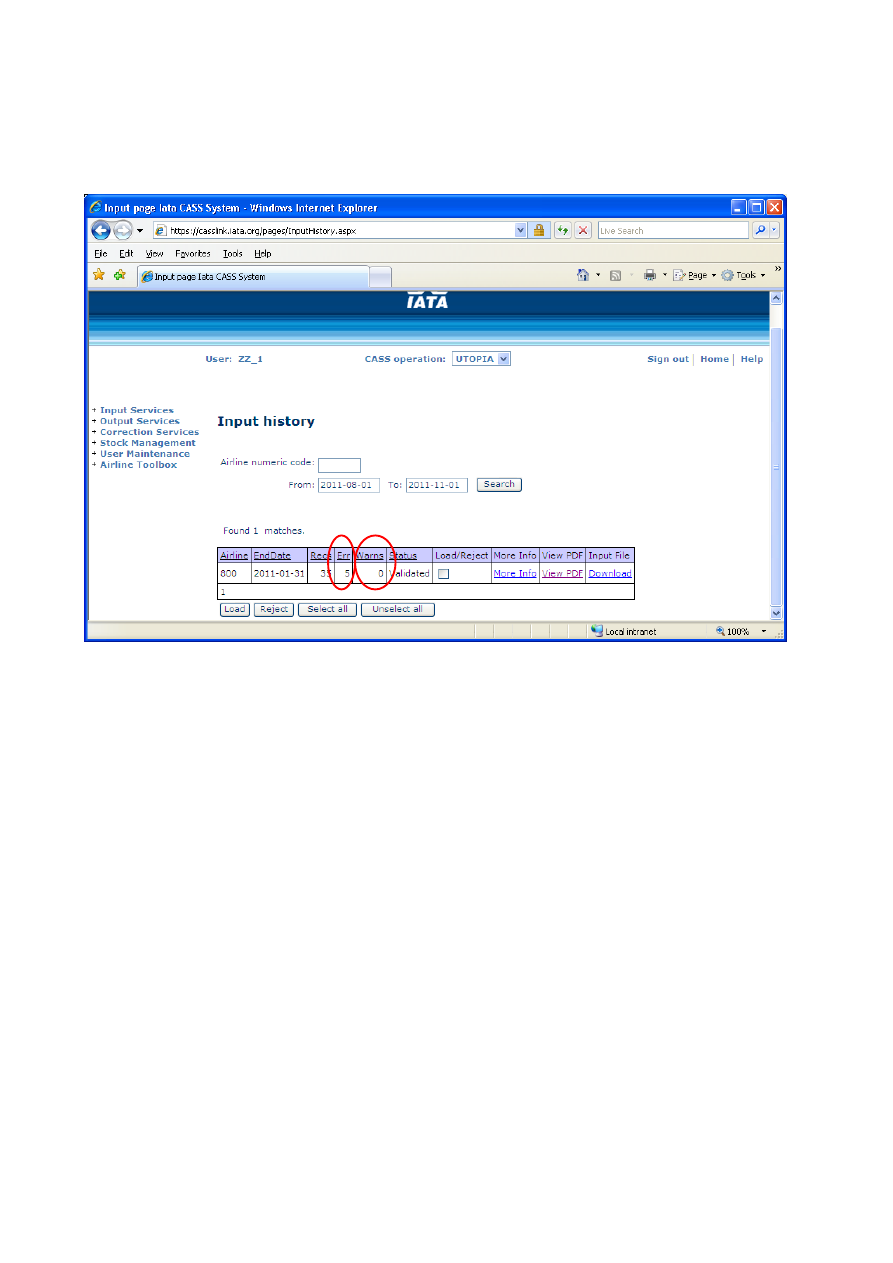 Input page Iata CASS System - Windows Internet Explorer
https://casslink.iata.org/pages/InputHistory.aspx
Live Search
File Edit View Favorites Tools Help
Input page Iata CASS System
Page Tools »
IATA
User: ZZ_1 CASS operation: UTOPIA Sign out | Home | Help
+ Input Services
+ Output Services
+ Correction Services
+ Stock Management
+ User Maintenance
+ Airline Toolbox
Input history
Airline numeric code:
From: 2011-08-01 To: 2011-11-01 Search
Found 1 matches.
Airline EndDate Recs Err Warns Status Load/Reject More Info View PDF Input File
800 2011-01-31 35 5 0 Validated More Info View PDF Download
1
Load Reject Select all Unselect all
Local intranet 100%